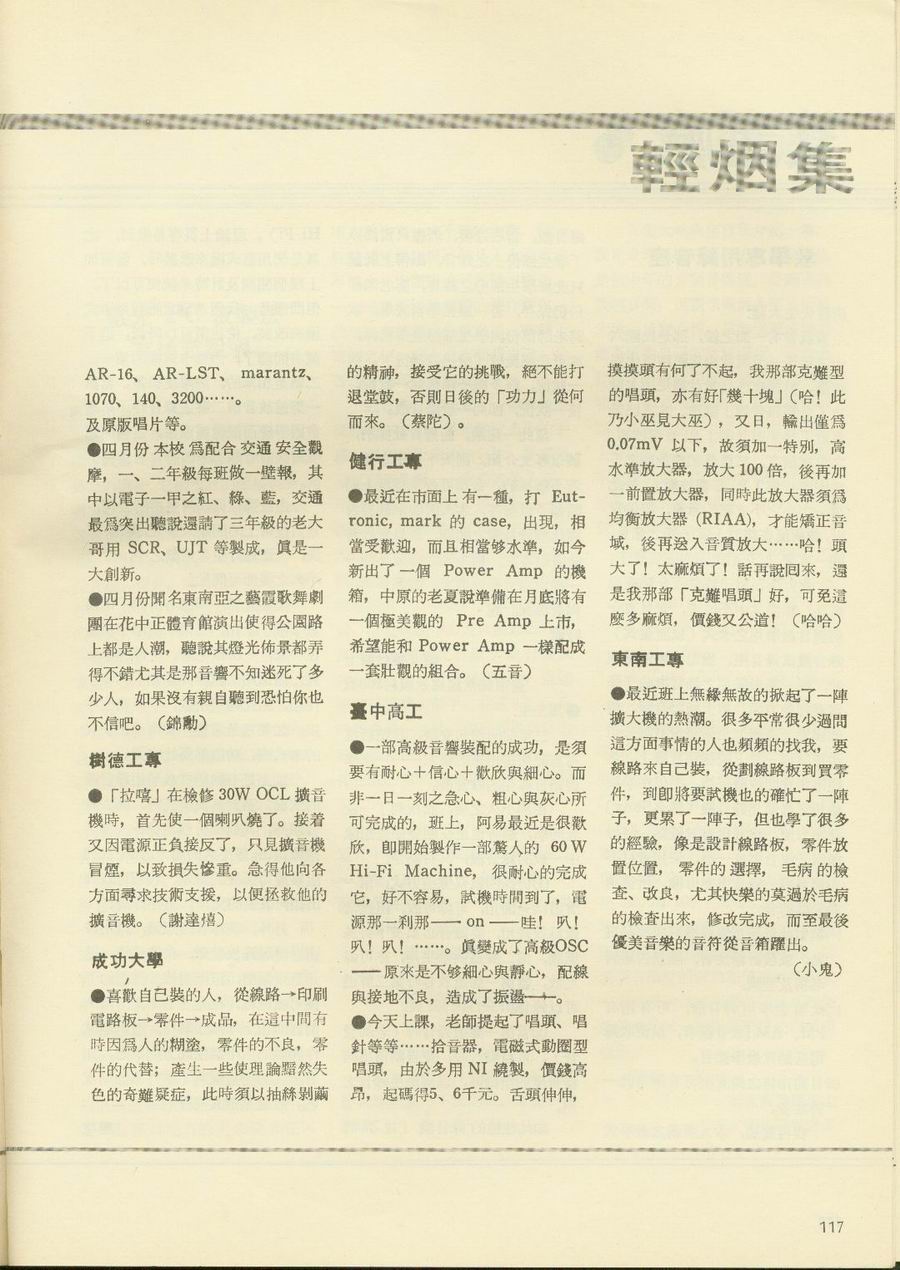 輕烟集
AR-16、 AR-LST、 marantz、
1070、140、3200……。
及原版唱片等。
●四月份本校爲配合交通安全觀
摩，一、二年級每班做一壁報，其
中以電子一甲之紅、綠、藍，交通
最爲突出聽說還請了三年級的老大
哥用 SCR、UJT 等製成，眞是一
大創新。
●四月份聞名東南亞之藝霞歌舞劇
團在花中正體育館演出使得公園路
上都是人潮，聽說其燈光佈景都弄
得不錯尤其是那音響不知迷死了多
少人，如果沒有親自聽到恐怕你也
不信吧。（錦勳）
樹德工專
●「拉嘻」在檢修 30W OCL 擴音
機時，首先使一個喇叭燒了。接着
又因電源正負接反了，只見擴音機
冒煙，以致損失慘重。急得他向各
方面尋求技術支援，以便拯救他的
擴音機。（謝達熺）
成功大學
●喜歡自己裝的人，從線路→印刷
電路板→零件→成品，在這中間有
時因爲人的糊塗，零件的不良，零
件的代替；產生一些使理論黯然失
色的奇難疑症，此時須以抽絲剝繭
的精神，接受它的挑戰，絕不能打
退堂鼓，否則日後的「功力」從何
而來。（蔡陀）。
健行工專
●最近在市面上有一種，打 Eut-
ronic, mark 的 case，出現，相
當受歡迎，而且相當够水準，如今
新出了一個 Power Amp 的機
箱，中原的老夏說準備在月底將有
一個極美觀的 Pre Amp 上市，
希望能和 Power Amp 一樣配成
一套壯觀的組合。（五音）
臺中高工
●一部高級音響裝配的成功，是須
要有耐心＋信心＋歡欣與細心。而
非一日一刻之急心、粗心與灰心所
可完成的，班上，阿易最近是很歡
欣，卽開始製作一部驚人的 60 W
Hi-Fi Machine，很耐心的完成
它，好不容易，試機時間到了，電
源那一刹那—— on ——哇！叭！
叭！叭！……。眞變成了高級OSC
——原來是不够細心與靜心，配線
與接地不良，造成了振盪——。
●今天上課，老師提起了唱頭、唱
針等等……拾音器，電磁式動圈型
唱頭，由於多用 NI 繞製，價錢高
昂，起碼得5、6千元。舌頭伸伸，
摸摸頭有何了不起，我那部克難型
的唱頭，亦有好「幾十塊」（哈！此
乃小巫見大巫），又日，輸出僅爲
0.07mV 以下，故須加一特別，高
水準放大器，放大 100 倍，後再加
一前置放大器，同時此放大器須爲
均衡放大器 (RIAA)，才能矯正音
域，後再送入音質放大……哈！頭
大了！太麻煩了！話再說囘來，還
是我那部「克難唱頭」好，可免這
麽多麻煩，價錢又公道！（哈哈）
東南工專
●最近班上無緣無故的掀起了一陣
擴大機的熱潮。很多平常很少過問
這方面事情的人也頻頻的找我，要
線路來自己裝，從劃線路板到買零
件，到卽將要試機也的確忙了一陣
子，更累了一陣子，但也學了很多
的經驗，像是設計線路板，零件放
置位置，零件的選擇，毛病的檢
查、改良，尤其快樂的莫過於毛病
的檢查出來，修改完成，而至最後
優美音樂的音符從音箱躍出。
（小鬼）
117